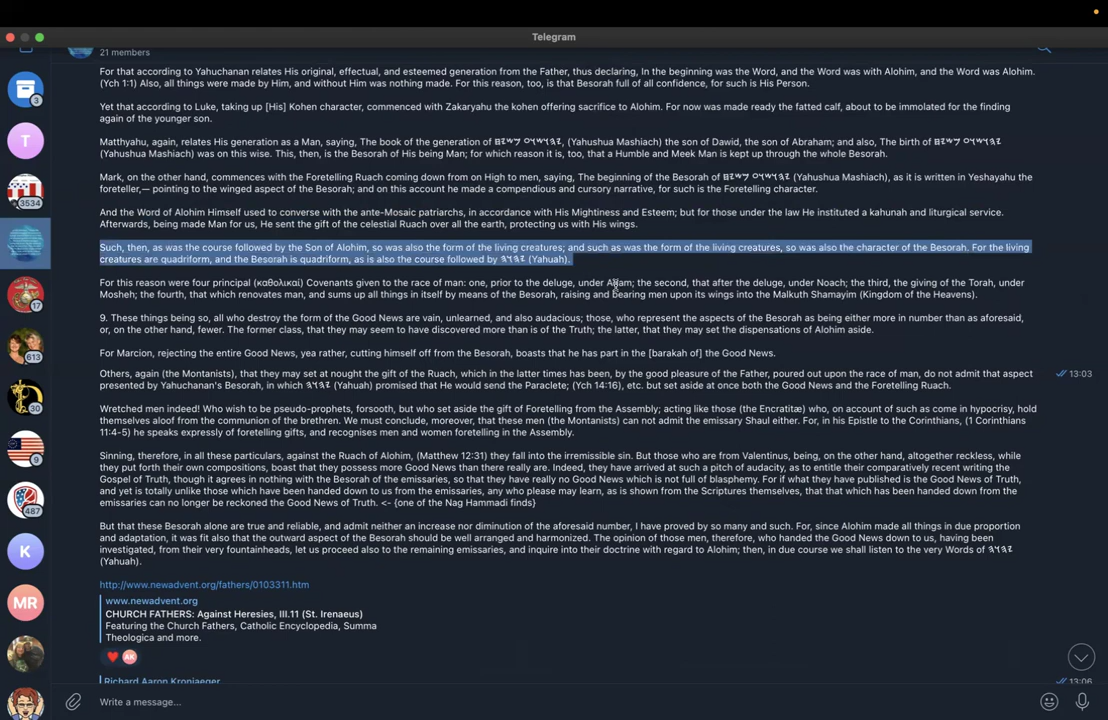 Telegram
21 members
For that according to Yahuchanan relates His original, effectual, and esteemed generation from the Father, thus declaring, In the beginning was the Word, and the Word was with Alohim, and the Word was Alohim.
(Ych 1:1) Also, all things were made by Him, and without Him was nothing made. For this reason, too, is that Besorah full of all confidence, for such is His Person.
Yet that according to Luke, taking up [His] Kohen character, commenced with Zakaryahu the kohen offering sacrifice to Alohim. For now was made ready the fatted calf, about to be immolated for the finding
again of the younger son.
Matthyahu, again, relates His generation as a Man, saying, The book of the generation of (Yahushua Mashiach) the son of Dawid, the son of Abraham; and also, The birth of
(Yahushua Mashiach) was on this wise. This, then, is the Besorah of His being Man; for which reason it is, too, that a Humble and Meek Man is kept up through the whole Besorah.
Mark, on the other hand, commences with the Foretelling Ruach coming down from on High to men, saying, The beginning of the Besorah of (Yahushua Mashiach), as it is written in Yeshayahu the
foreteller,— pointing to the winged aspect of the Besorah; and on this account he made a compendious and cursory narrative, for such is the Foretelling character.
And the Word of Alohim Himself used to converse with the ante-Mosaic patriarchs, in accordance with His Mightiness and Esteem; but for those under the law He instituted a kahunah and liturgical service.
Afterwards, being made Man for us, He sent the gift of the celestial Ruach over all the earth, protecting us with His wings.
Such, then, as was the course followed by the Son of Alohim, so was also the form of the living creatures; and such as was the form of the living creatures, so was also the character of the Besorah. For the living
creatures are quadriform, and the Besorah is quadriform, as is also the course followed by 𐤉𐤄𐤅𐤄 (Yahuah).
For this reason were four principal (καθολικαί) Covenants given to the race of man: one, prior to the deluge, under Adam; the second, that after the deluge, under Noach; the third, the giving of the Torah, under
Mosheh; the fourth, that which renovates man, and sums up all things in itself by means of the Besorah, raising and bearing men upon its wings into the Malkuth Shamayim (Kingdom of the Heavens).
9. These things being so, all who destroy the form of the Good News are vain, unlearned, and also audacious; those, who represent the aspects of the Besorah as being either more in number than as aforesaid,
or, on the other hand, fewer. The former class, that they may seem to have discovered more than is of the Truth; the latter, that they may set the dispensations of Alohim aside.
For Marcion, rejecting the entire Good News, yea rather, cutting himself off from the Besorah, boasts that he has part in the [barakah of] the Good News.
Others, again (the Montanists), that they may set at nought the gift of the Ruach, which in the latter times has been, by the good pleasure of the Father, poured out upon the race of man, do not admit that aspect
presented by Yahuchanan's Besorah, in which 𐤉𐤄𐤅𐤄 (Yahuah) promised that He would send the Paraclete; (Ych 14:16), etc. but set aside at once both the Good News and the Foretelling Ruach.
13:03
Wretched men indeed! Who wish to be pseudo-prophets, forsooth, but who set aside the gift of Foretelling from the Assembly; acting like those (the Encratitæ) who, on account of such as come in hypocrisy, hold
themselves aloof from the communion of the brethren. We must conclude, moreover, that these men (the Montanists) can not admit the emissary Shaul either. For, in his Epistle to the Corinthians, (1 Corinthians
11:4-5) he speaks expressly of foretelling gifts, and recognises men and women foretelling in the Assembly.
Sinning, therefore, in all these particulars, against the Ruach of Alohim, (Matthew 12:31) they fall into the irremissible sin. But those who are from Valentinus, being, on the other hand, altogether reckless, while
they put forth their own compositions, boast that they possess more Good News than there really are. Indeed, they have arrived at such a pitch of audacity, as to entitle their comparatively recent writing the
Gospel of Truth, though it agrees in nothing with the Besorah of the emissaries, so that they have really no Good News which is not full of blasphemy. For if what they have published is the Good News of Truth,
and yet is totally unlike those which have been handed down to us from the emissaries, any who please may learn, as is shown from the Scriptures themselves, that that which has been handed down from the
emissaries can no longer be reckoned the Good News of Truth. <- {one of the Nag Hammadi finds}
But that these Besorah alone are true and reliable, and admit neither an increase nor diminution of the aforesaid number, I have proved by so many and such. For, since Alohim made all things in due proportion
and adaptation, it was fit also that the outward aspect of the Besorah should be well arranged and harmonized. The opinion of those men, therefore, who handed the Good News down to us, having been
investigated, from their very fountainheads, let us proceed also to the remaining emissaries, and inquire into their doctrine with regard to Alohim; then, in due course we shall listen to the very Words of 𐤉𐤄𐤅𐤄
(Yahuah).
http://www.newadvent.org/fathers/0103311.htm
www.newadvent.org
CHURCH FATHERS: Against Heresies, III.11 (St. Irenaeus)
Featuring the Church Fathers, Catholic Encyclopedia, Summa
Theologica and more.
AK
Richard Aaron Kroniaeger
13:06
Write a message...
3
T
3534
17
613
30
9
487
K
MR